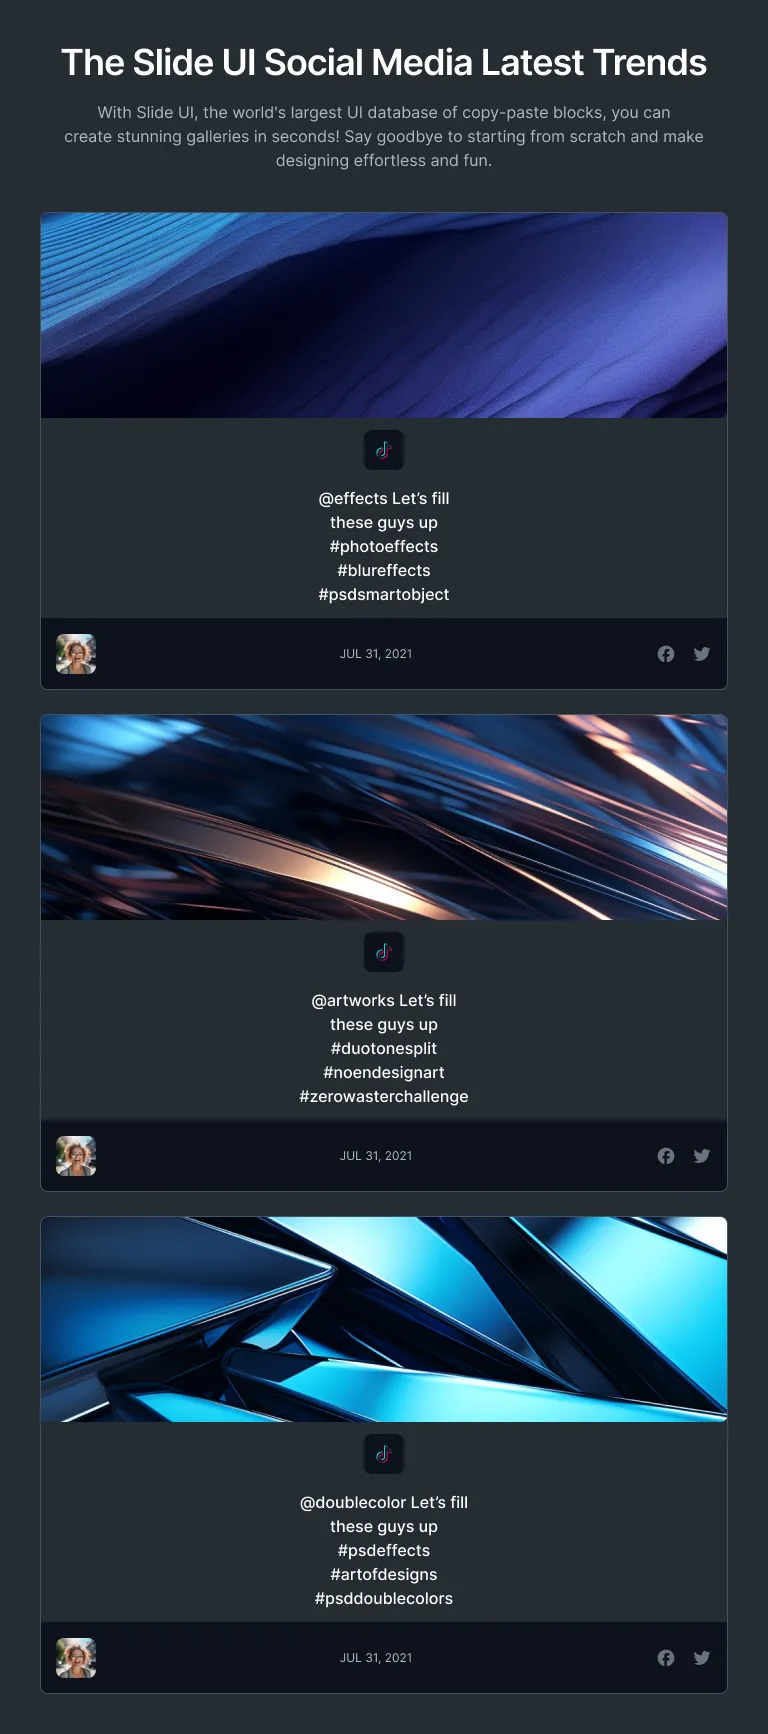 The Slide UI Social Media Latest Trends
With Slide UI, the world's largest UI database of copy-paste blocks, you can
create stunning galleries in seconds! Say goodbye to starting from scratch and make
designing effortless and fun.
@effects Let’s fill
these guys up
#photoeffects
#blureffects
#psdsmartobject
JUL 31, 2021
@artworks Let’s fill
these guys up
#duotonesplit
#noendesignart
#zerowasterchallenge
JUL 31, 2021
@doublecolor Let’s fill
these guys up
#psdeffects
#artofdesigns
#psddoublecolors
JUL 31, 2021